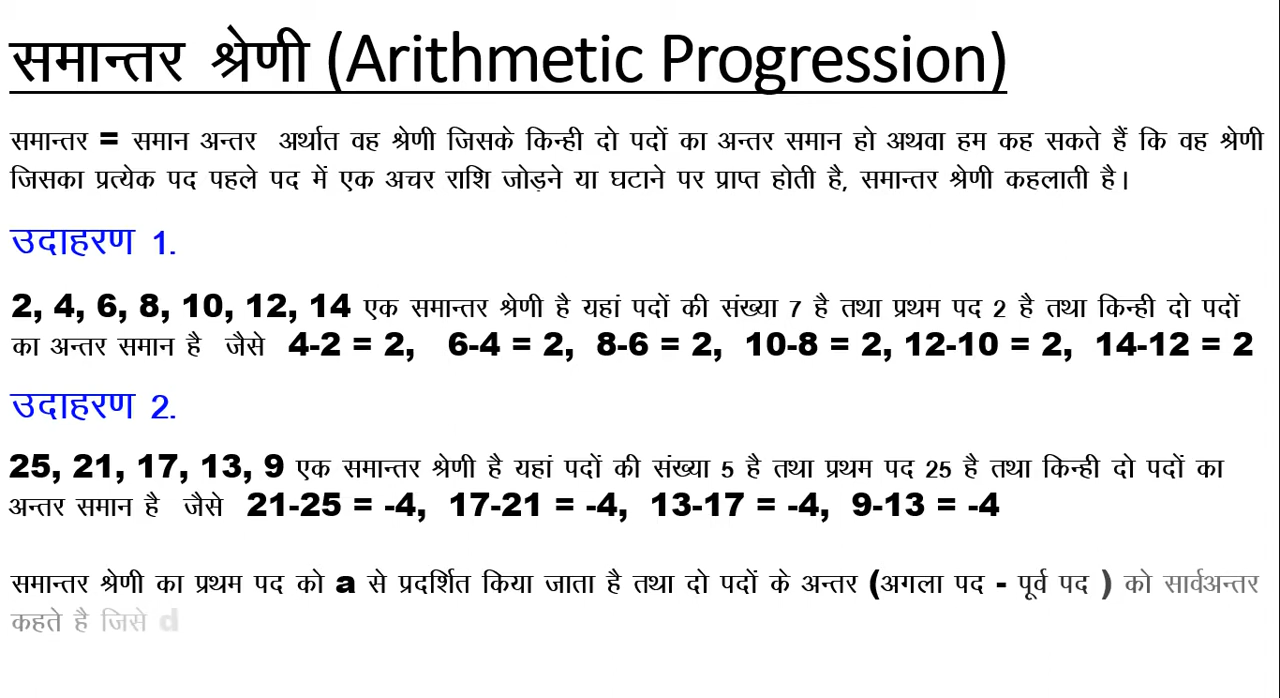 समान्तर श्रेणी (Arithmetic Progression)
समान्तर = समान अन्तर अर्थात वह श्रेणी जिसके किन्ही दो पदों का अन्तर समान हो अथवा हम कह सकते हैं कि वह श्रेणी
जिसका प्रत्येक पद पहले पद में एक अचर राशि जोड़ने या घटाने पर प्राप्त होती है, समान्तर श्रेणी कहलाती है।
उदाहरण 1.
2, 4, 6, 8, 10, 12, 14 एक समान्तर श्रेणी है यहां पदों की संख्या 7 है तथा प्रथम पद 2 है तथा किन्ही दो पदों
का अन्तर समान है जैसे 4-2 = 2, 6-4 = 2, 8-6 = 2, 10-8 = 2, 12-10 = 2, 14-12 = 2
उदाहरण 2.
25, 21, 17, 13, 9 एक समान्तर श्रेणी है यहां पदों की संख्या 5 है तथा प्रथम पद 25 है तथा किन्ही दो पदों का
अन्तर समान है जैसे 21-25 = -4, 17-21 = -4, 13-17 = -4, 9-13 = -4
समान्तर श्रेणी का प्रथम पद को a से प्रदर्शित किया जाता है तथा दो पदों के अन्तर (अगला पद - पूर्व पद ) को सार्वअन्तर
कहते है जिसे d